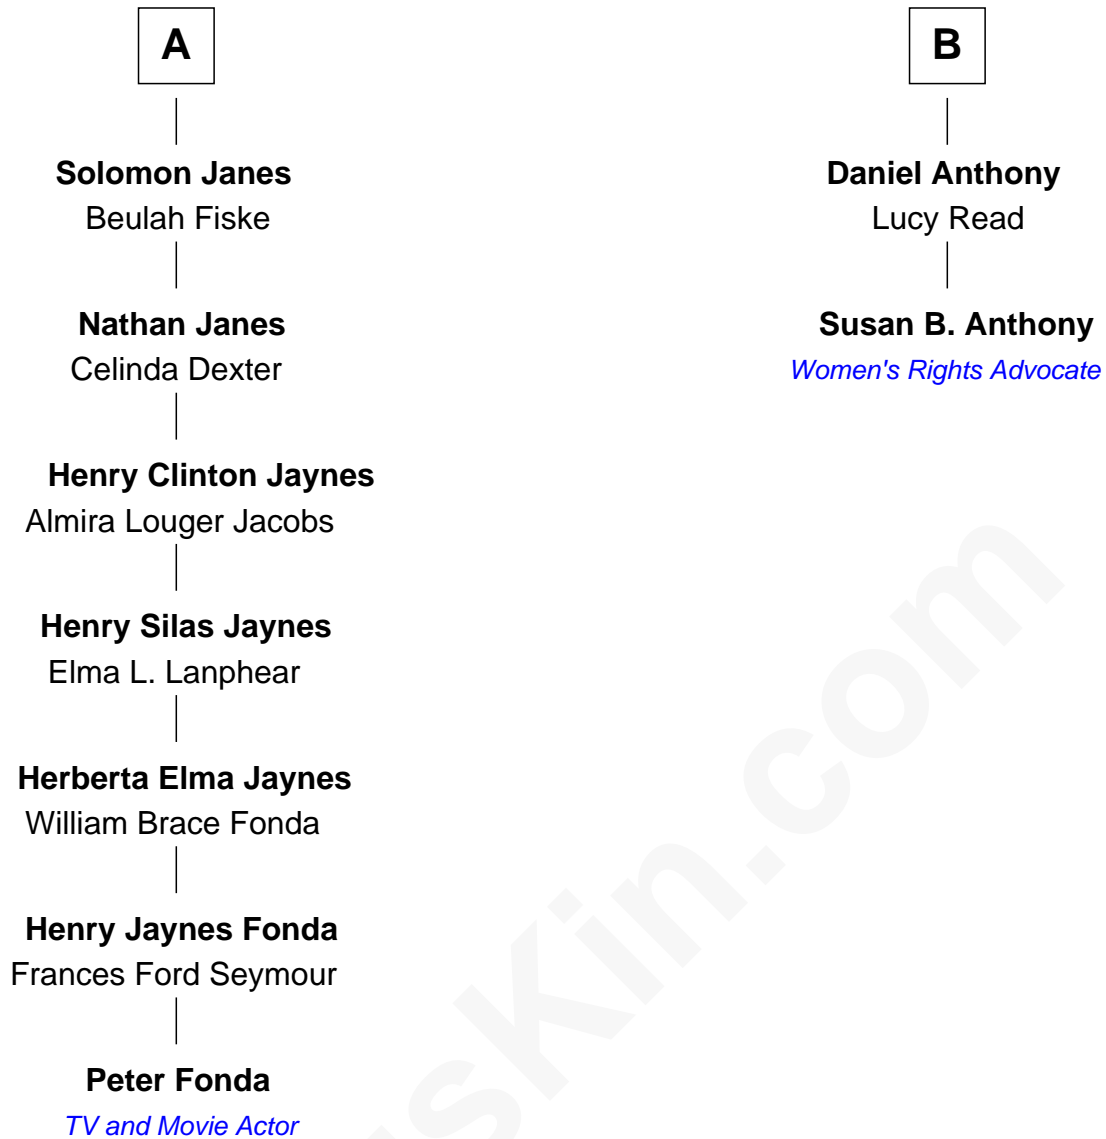 A
Solomon Janes
Beulah Fiske
Nathan Janes
Celinda Dexter
Henry Clinton Jaynes
Almira Louger Jacobs
Henry Silas Jaynes
Elma L. Lanphear
Herberta Elma Jaynes
William Brace Fonda
Henry Jaynes Fonda
Frances Ford Seymour
Peter Fonda
TV and Movie Actor
B
Daniel Anthony
Lucy Read
Susan B. Anthony
Women's Rights Advocate
sKin.com